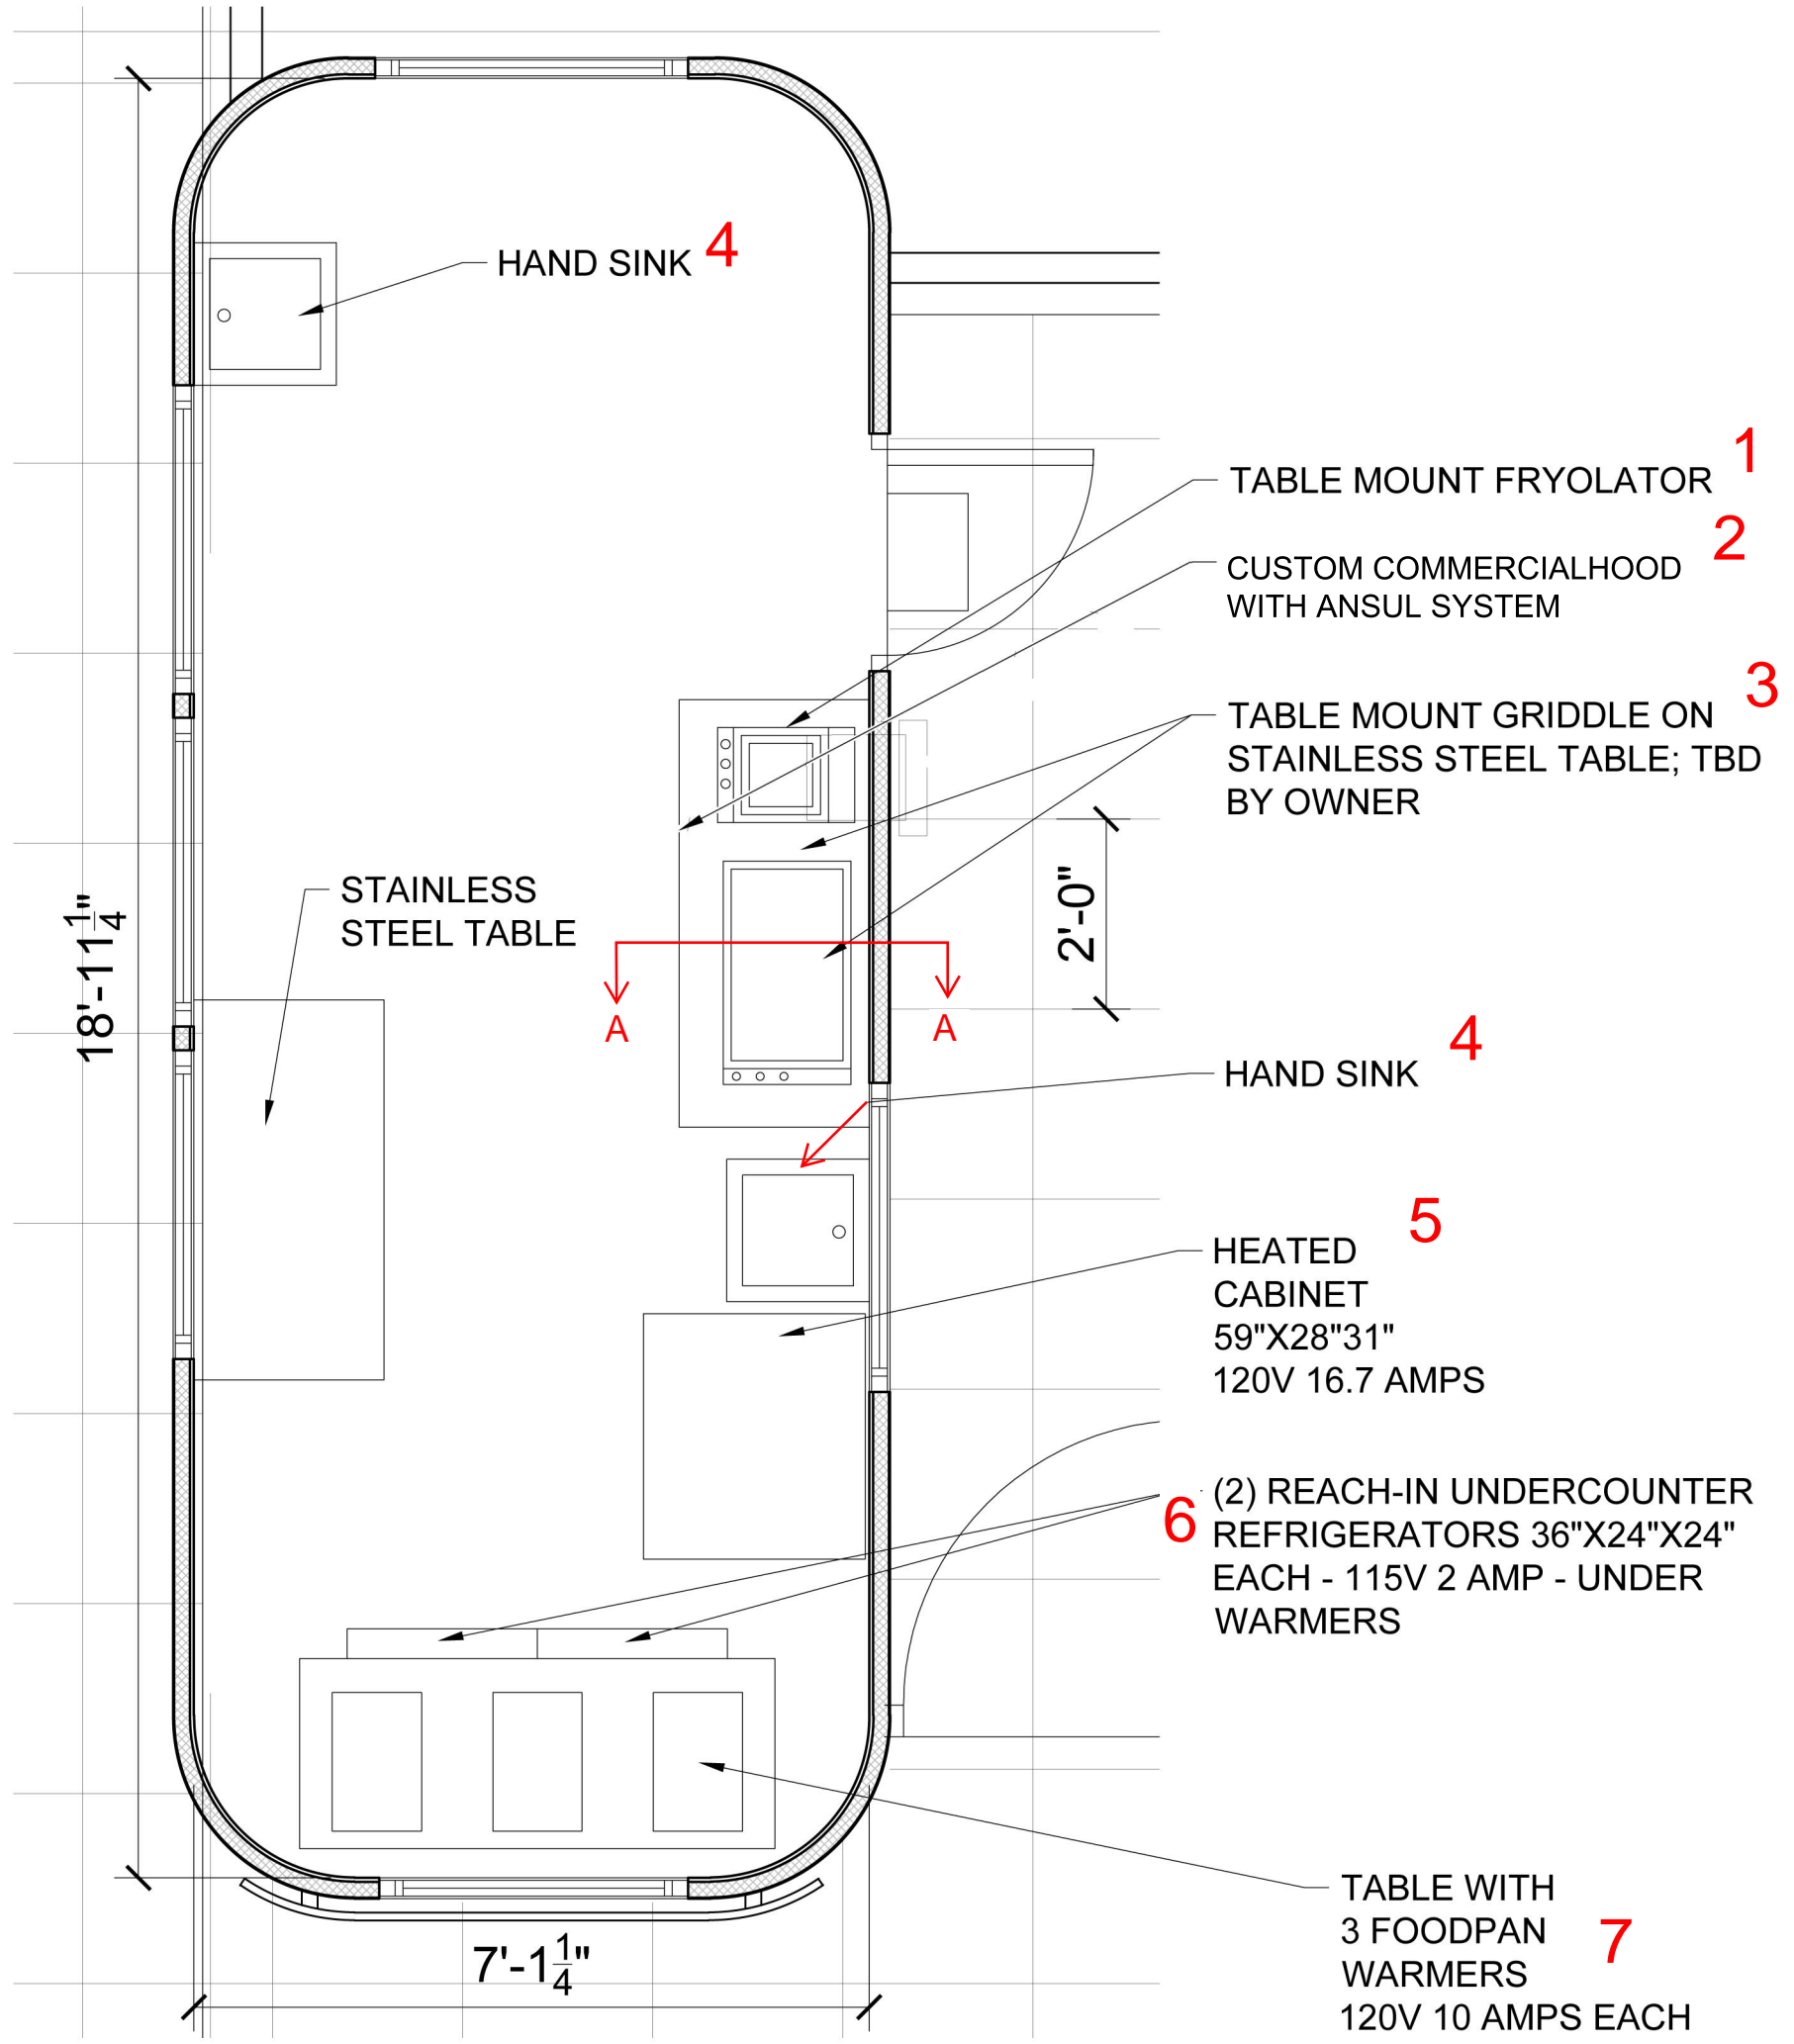 HAND SINK 4
TABLE MOUNT FRYOLATOR 1
CUSTOM COMMERCIALHOOD 2
WITH ANSUL SYSTEM
TABLE MOUNT GRIDDLE ON 3
STAINLESS STEEL TABLE; TBD
BY OWNER
STAINLESS
STEEL TABLE
18'-11 1/4"
2'-0"
A A
HAND SINK 4
HEATED 5
CABINET
59"X28"31"
120V 16.7 AMPS
6 (2) REACH-IN UNDERCOUNTER
REFRIGERATORS 36"X24"X24"
EACH - 115V 2 AMP - UNDER
WARMERS
TABLE WITH
3 FOODPAN 7
WARMERS
120V 10 AMPS EACH
7'-1 1/4"